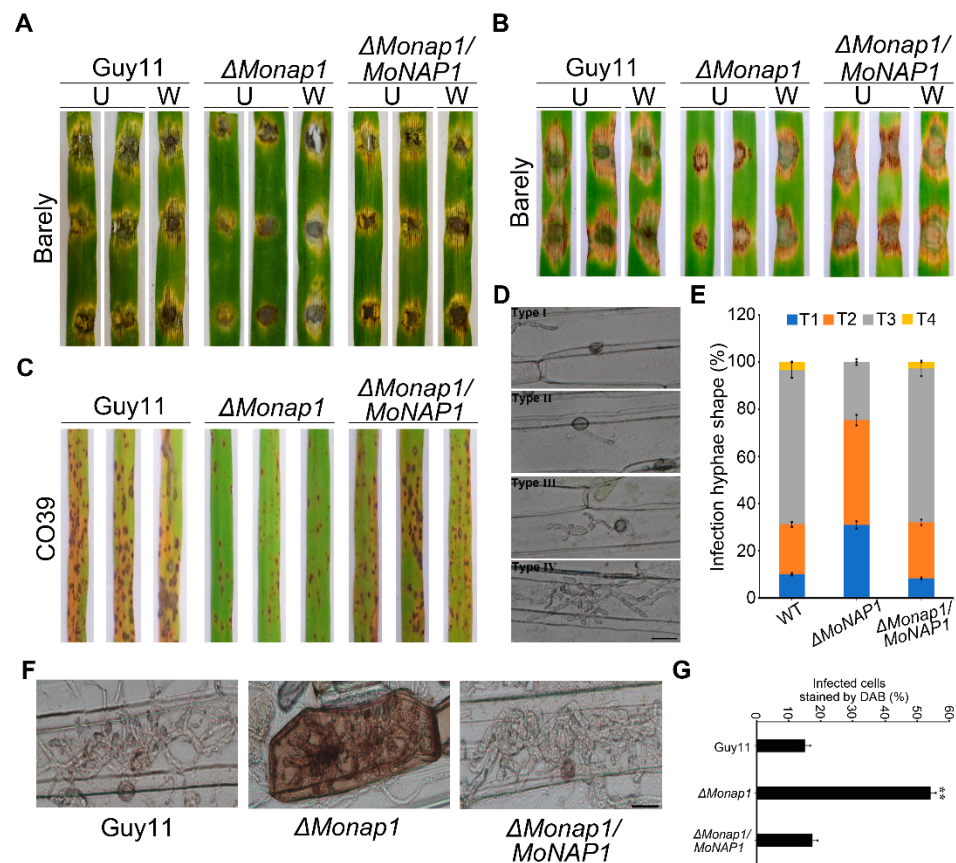 A
Guy11 ΔMonap1 ΔMonap1/
MoNAP1
U W U W U W
Barely
B
Guy11 ΔMonap1 ΔMonap1/
MoNAP1
U W U W U W
Barely
C
Guy11 ΔMonap1 ΔMonap1/
MoNAP1
CO39
D
Type I
Type II
Type III
Type IV
E
T1 T2 T3 T4
Infection hyphae shape (%)
120
100
80
60
40
20
0
WT ΔMoNAP1 ΔMonap1/
MoNAP1
F
Guy11 ΔMonap1 ΔMonap1/
MoNAP1
G
Infected cells
stained by DAB (%)
0 10 20 30 40 50 60
Guy11
ΔMonap1 **
ΔMonap1/
MoNAP1